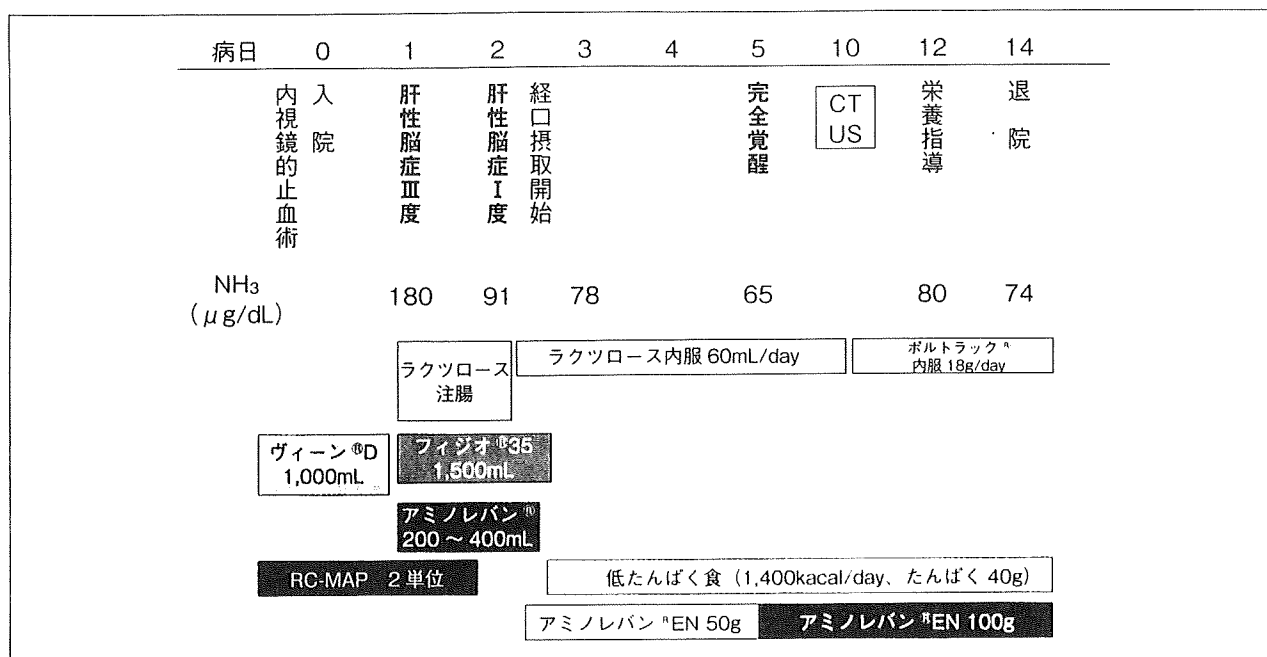 病日 0 1 2 3 4 5 10 12 14
内視鏡的止血術
入院
肝性脳症Ⅲ度
肝性脳症Ⅰ度
経口摂取開始
完全覚醒
CT
US
栄養指導
退院
NH₃
(μg/dL)
180 91 78 65 80 74
ラクツロース
注腸
ラクツロース内服 60mL/day
ポルトラック®
内服 18g/day
ヴィーン®D
1,000mL
フィジオ®35
1,500mL
アミノレバン®
200～400mL
RC-MAP 2単位
低たんぱく食（1,400kacal/day、たんぱく 40g）
アミノレバン®EN 50g
アミノレバン®EN 100g